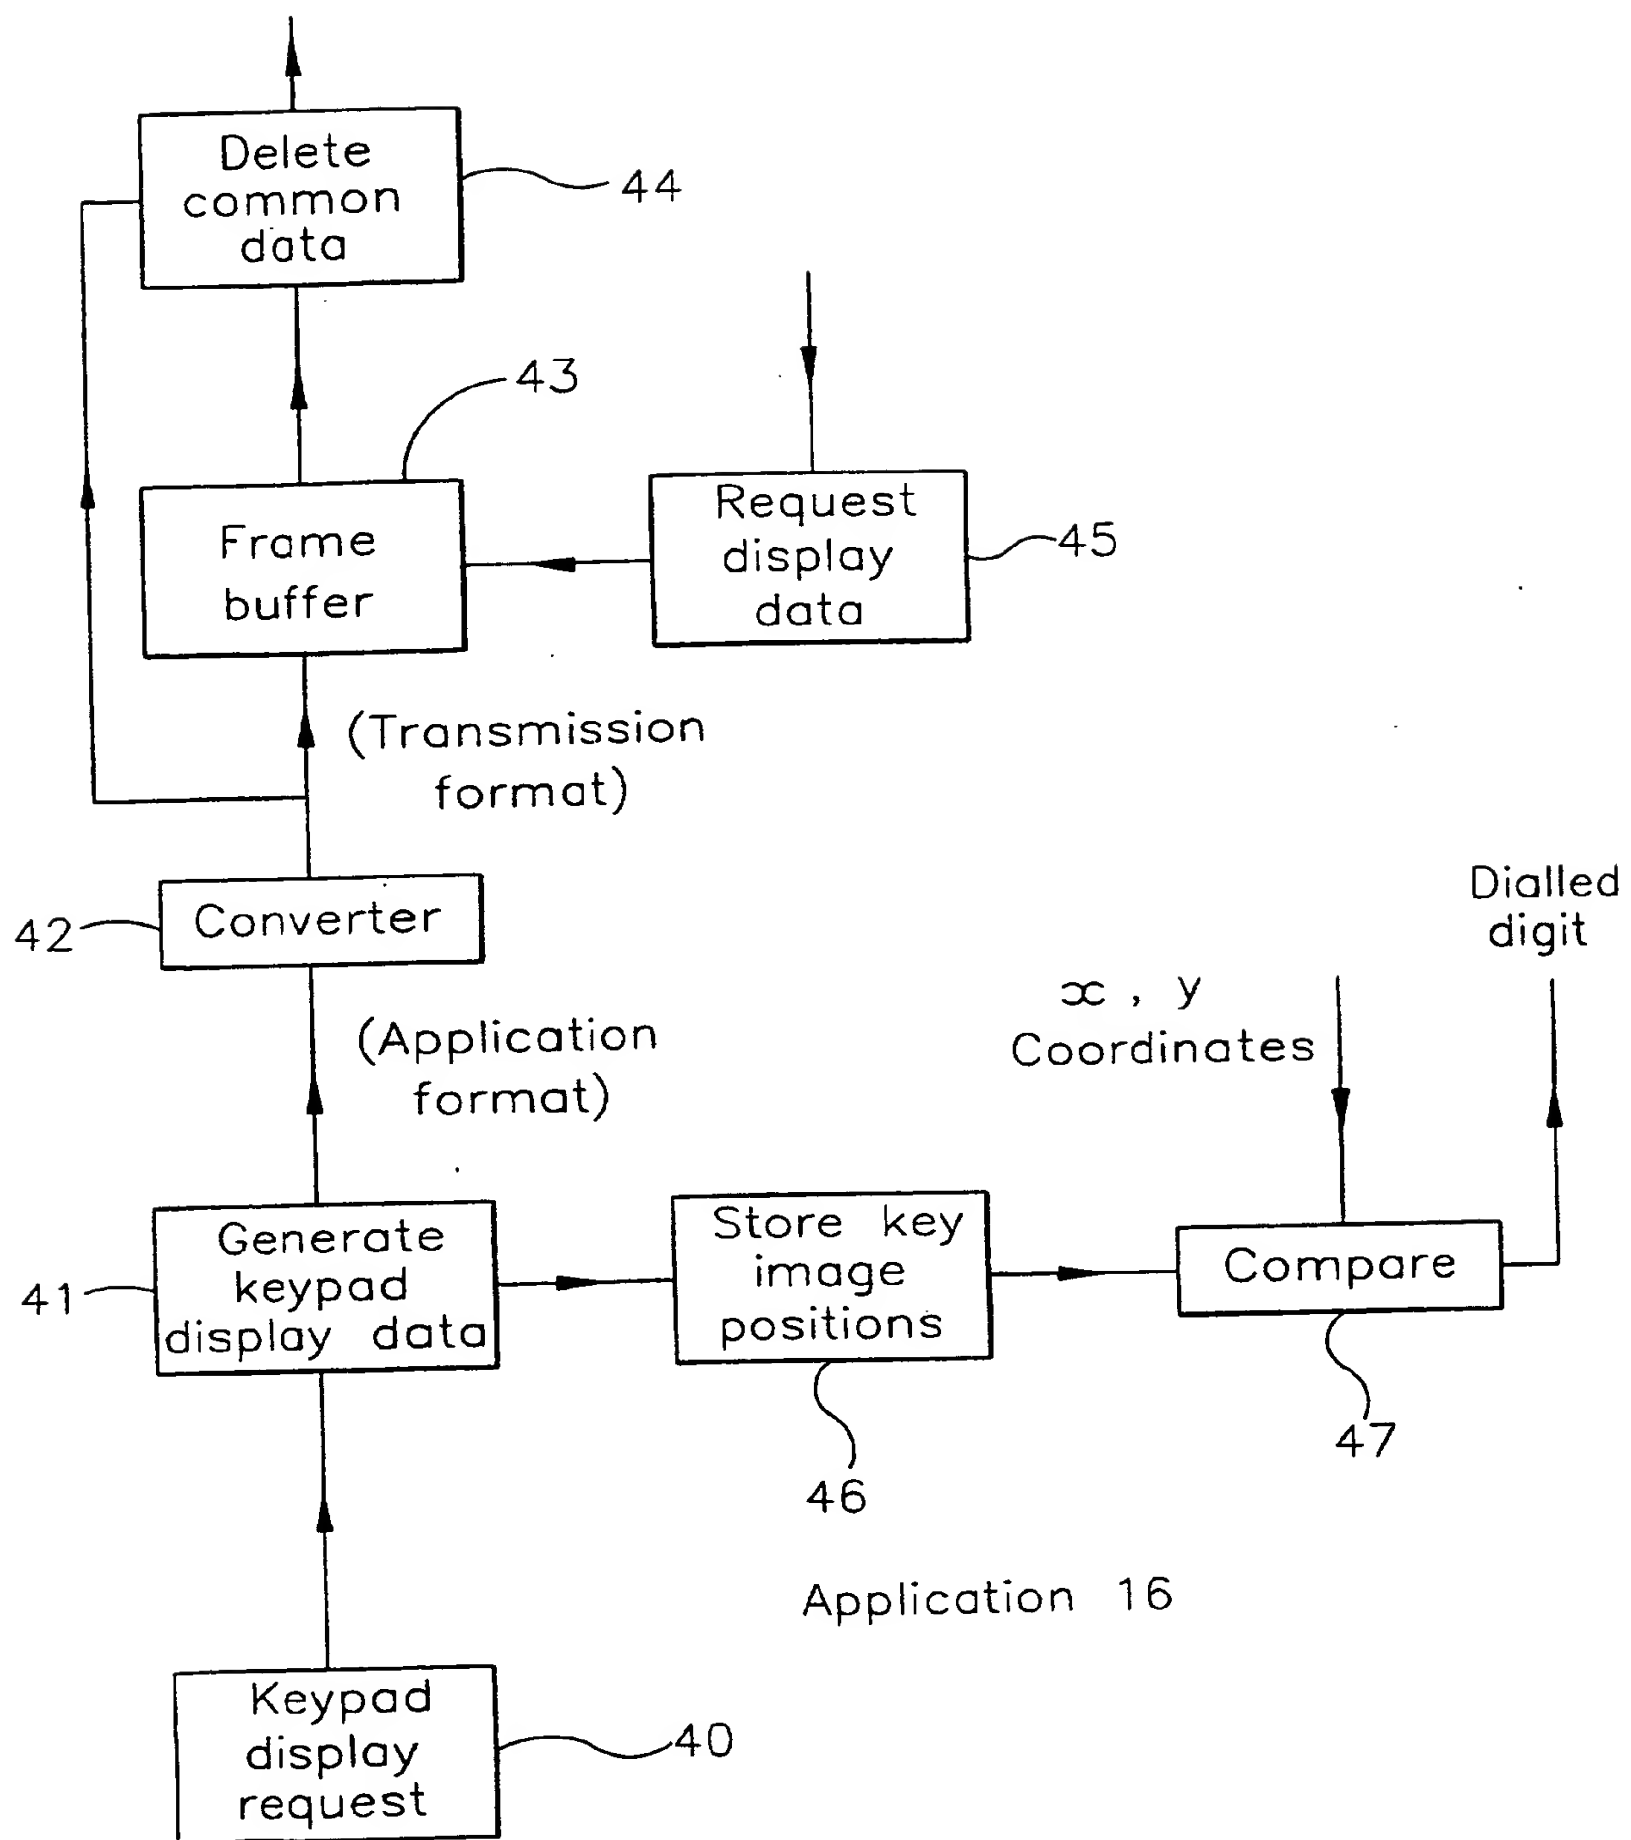 Delete
common
data
44
43
Frame
buffer
Request
display
data
45
(Transmission
format)
42
Converter
(Application
format)
Dialled
digit
x , y
Coordinates
41
Generate
keypad
display data
Store key
image
positions
Compare
46
47
Application 16
Keypad
display
request
40